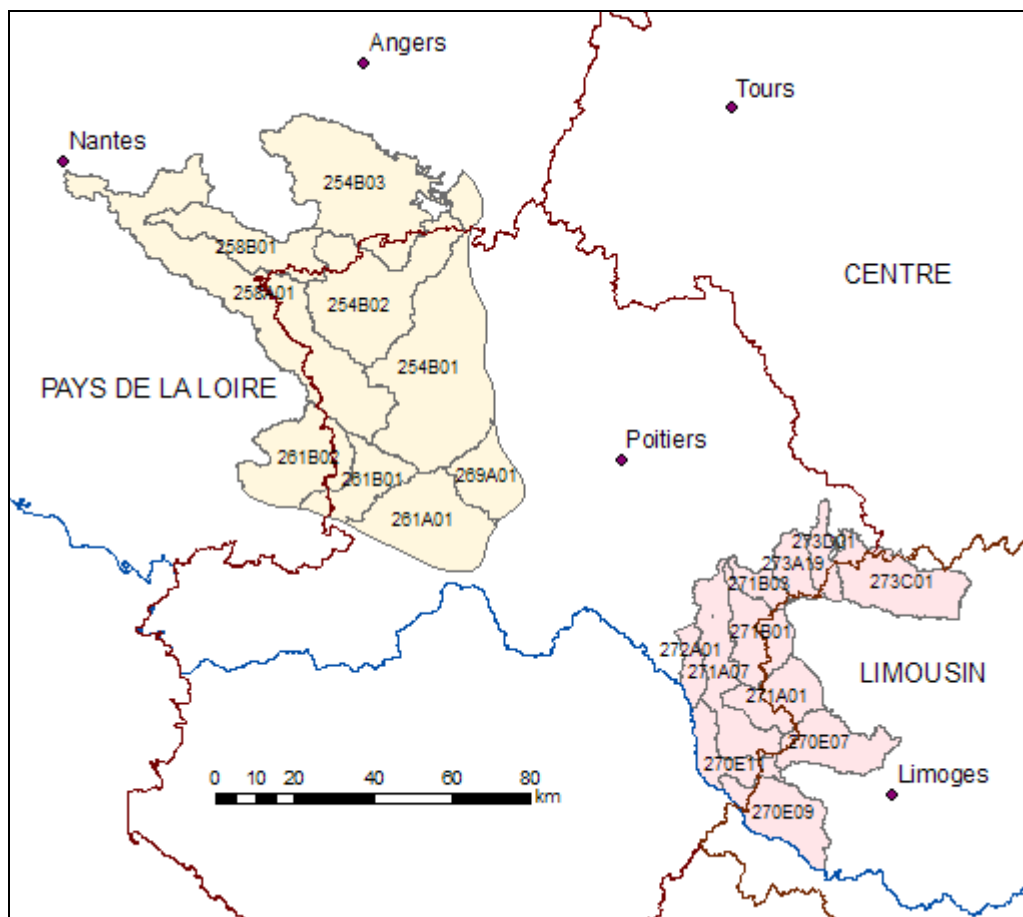 Angers
Tours
Nantes
254B03
258B01
CENTRE
258A01
254B02
254B01
PAYS DE LA LOIRE
Poitiers
261B02
261B01
269A01
261A01
273D01
273A19
271B03
273C01
271B01
272A01
271A07
LIMOUSIN
271A01
270E07
270E11
Limoges
270E09
0 10 20 40 60 80
km